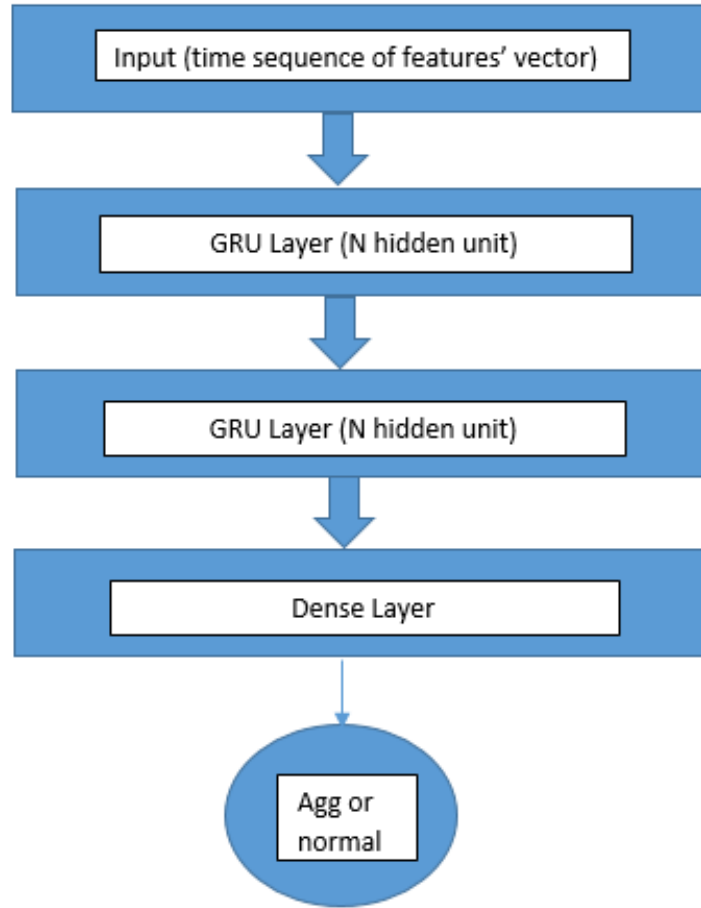 Input (time sequence of features’ vector)
GRU Layer (N hidden unit)
GRU Layer (N hidden unit)
Dense Layer
Agg or
normal